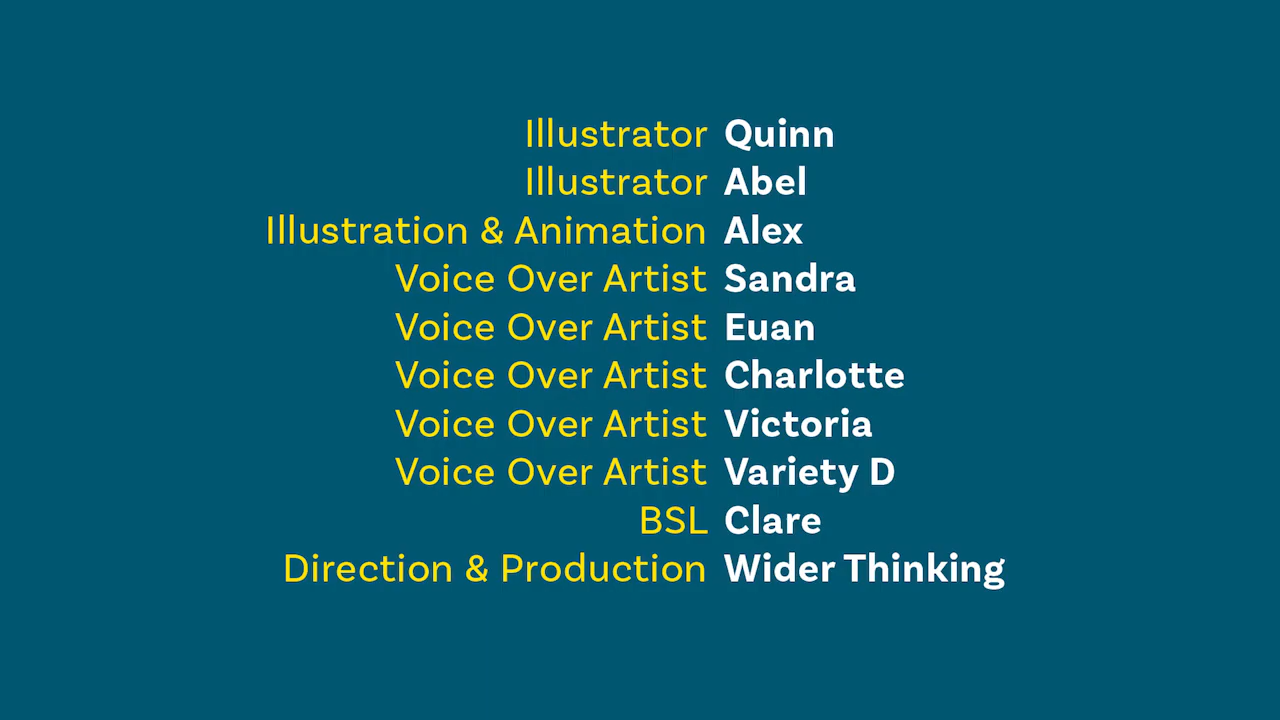 Illustrator Quinn
Illustrator Abel
Illustration & Animation Alex
Voice Over Artist Sandra
Voice Over Artist Euan
Voice Over Artist Charlotte
Voice Over Artist Victoria
Voice Over Artist Variety D
BSL Clare
Direction & Production Wider Thinking